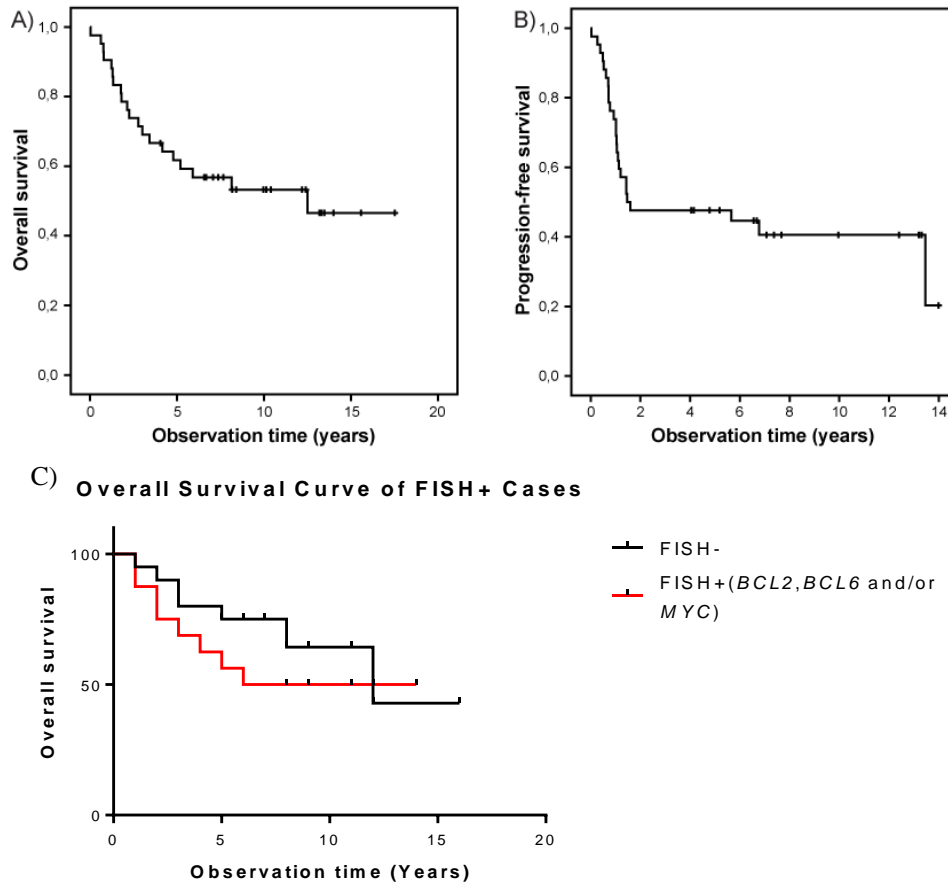 A)
1,0
0,8
0,6
0,4
0,2
0,0
Overall survival
0 5 10 15 20
Observation time (years)
B)
1,0
0,8
0,6
0,4
0,2
0,0
Progression-free survival
0 2 4 6 8 10 12 14
Observation time (years)
C) Overall Survival Curve of FISH+ Cases
100
50
0
Overall survival
0 5 10 15 20
Observation time (Years)
FISH-
FISH+(BCL2,BCL6 and/or
MYC)